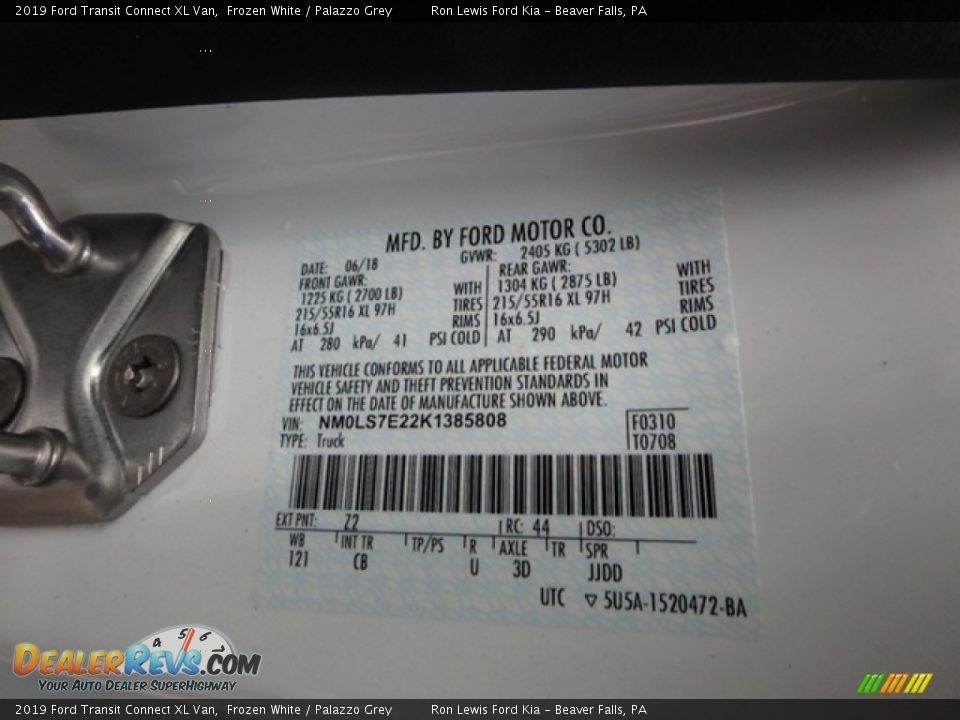 2019 Ford Transit Connect XL Van, Frozen White / Palazzo Grey Ron Lewis Ford Kia - Beaver Falls, PA
MFD. BY FORD MOTOR CO.
DATE: 06/18 GVWR: 2405 KG ( 5302 LB)
FRONT GAWR: REAR GAWR:
1225 KG ( 2700 LB) WITH 1304 KG ( 2875 LB) WITH
215/55R16 XL 97H TIRES 215/55R16 XL 97H TIRES
16x6.5J RIMS 16x6.5J RIMS
AT 280 kPa/ 41 PSI COLD AT 290 kPa/ 42 PSI COLD
THIS VEHICLE CONFORMS TO ALL APPLICABLE FEDERAL MOTOR
VEHICLE SAFETY AND THEFT PREVENTION STANDARDS IN
EFFECT ON THE DATE OF MANUFACTURE SHOWN ABOVE.
VIN: NM0LS7E22K1385808 F0310
TYPE: Truck T0708
EXT PNT: Z2 RC: 44 DSO:
WB INT TR TP/PS R AXLE TR SPR
121 CB U 3D JJDD
UTC ▽ 5U5A-1520472-BA
4 5 6
DealerRevs.com
Your Auto Dealer SuperHighway
2019 Ford Transit Connect XL Van, Frozen White / Palazzo Grey Ron Lewis Ford Kia - Beaver Falls, PA